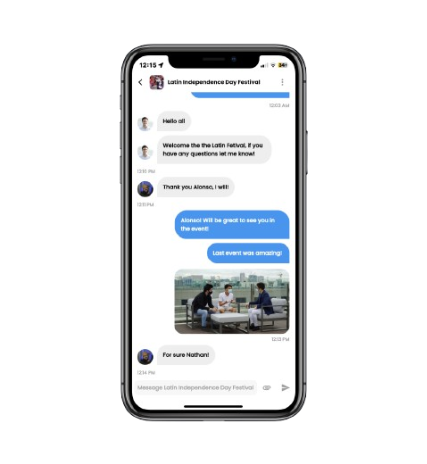 12:15
Latin Independence Day Festival
12:03 AM
Hello all
Welcome the the Latin Fetival, if you
have any questions let me know!
12:10 PM
Thank you Alonso, I will!
12:11 PM
Alonso! Will be great to see you in
the event!
Last event was amazing!
12:13 PM
For sure Nathan!
12:14 PM
Message Latin Independence Day Festival